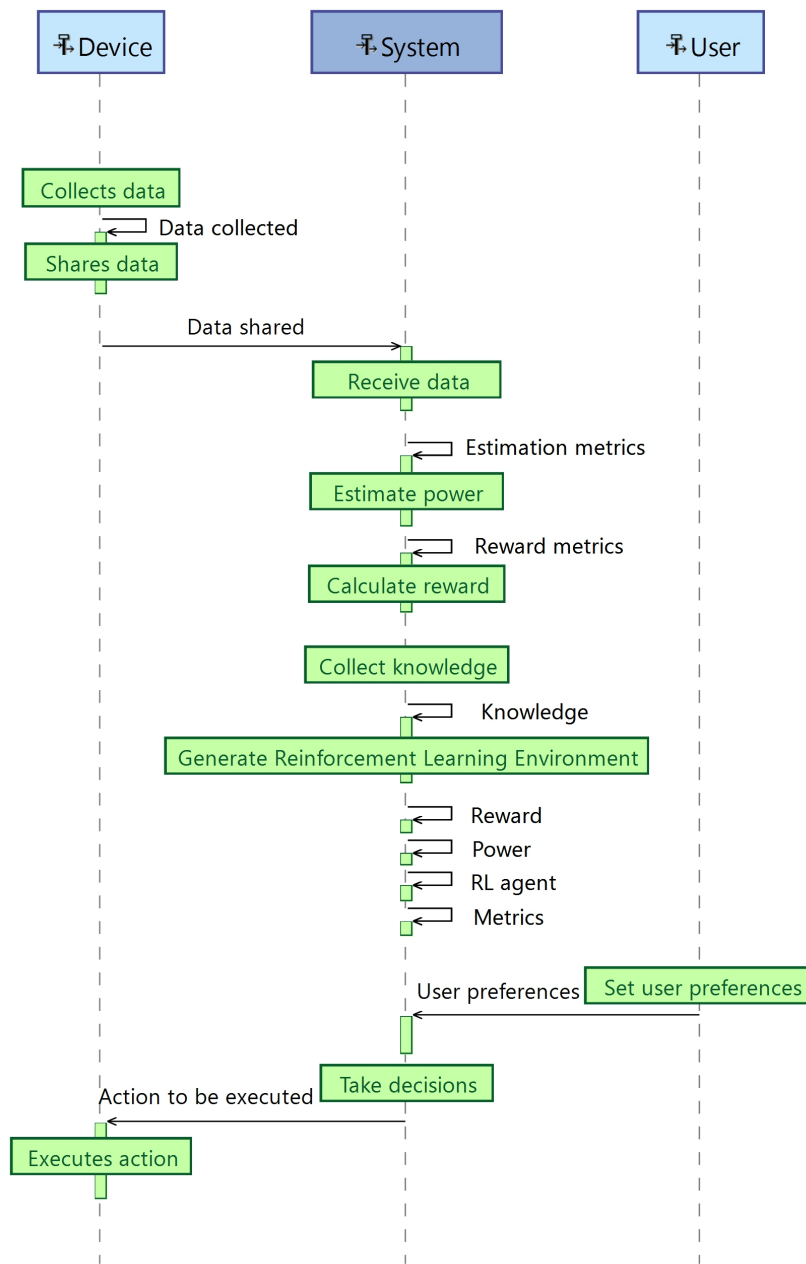 Device
System
User
Collects data
Data collected
Shares data
Data shared
Receive data
Estimation metrics
Estimate power
Reward metrics
Calculate reward
Collect knowledge
Knowledge
Generate Reinforcement Learning Environment
Reward
Power
RL agent
Metrics
Set user preferences
User preferences
Take decisions
Action to be executed
Executes action